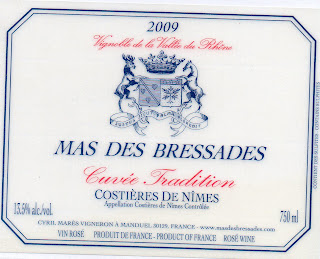 2009
Vignoble de la Vallée du Rhône
MAS DES BRESSADES
Cuvée Tradition
COSTIÈRES DE NÎMES
Appellation Costières de Nîmes Contrôlée
13.5% alc./vol.
750 ml
CYRIL MARÈS VIGNERON A MANDUEL 30129, FRANCE - www.masdesbressades.com
VIN ROSÉ PRODUIT DE FRANCE - PRODUCT OF FRANCE ROSÉ WINE